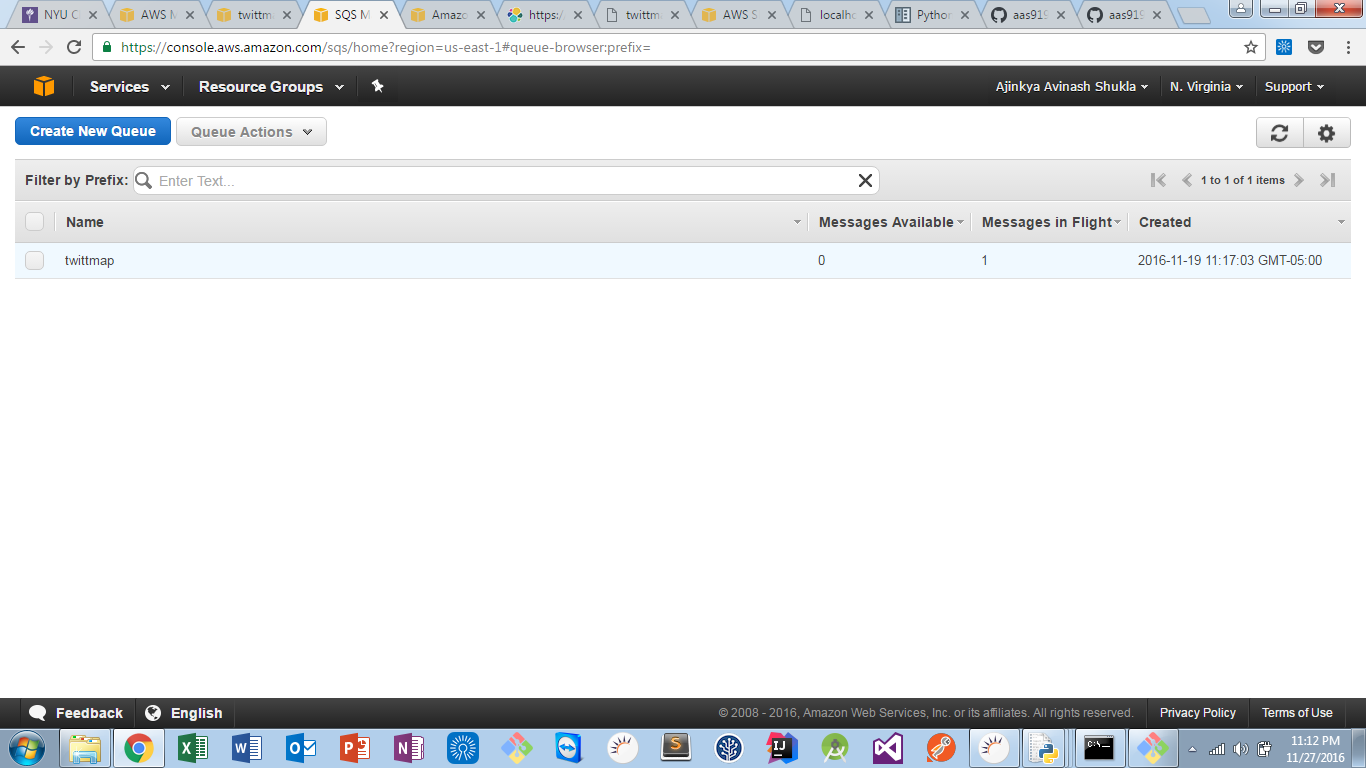 NYU C
AWS M
twittm
SQS M
Amazo
https:/
twittm
AWS S
localho
Python
aas919
aas919
https://console.aws.amazon.com/sqs/home?region=us-east-1#queue-browser:prefix=
Services Resource Groups Ajinkya Avinash Shukla N. Virginia Support
Create New Queue Queue Actions
Filter by Prefix: Enter Text... 1 to 1 of 1 items
Name Messages Available Messages in Flight Created
twittmap 0 1 2016-11-19 11:17:03 GMT-05:00
Feedback English © 2008 - 2016, Amazon Web Services, Inc. or its affiliates. All rights reserved. Privacy Policy Terms of Use
11:12 PM
11/27/2016